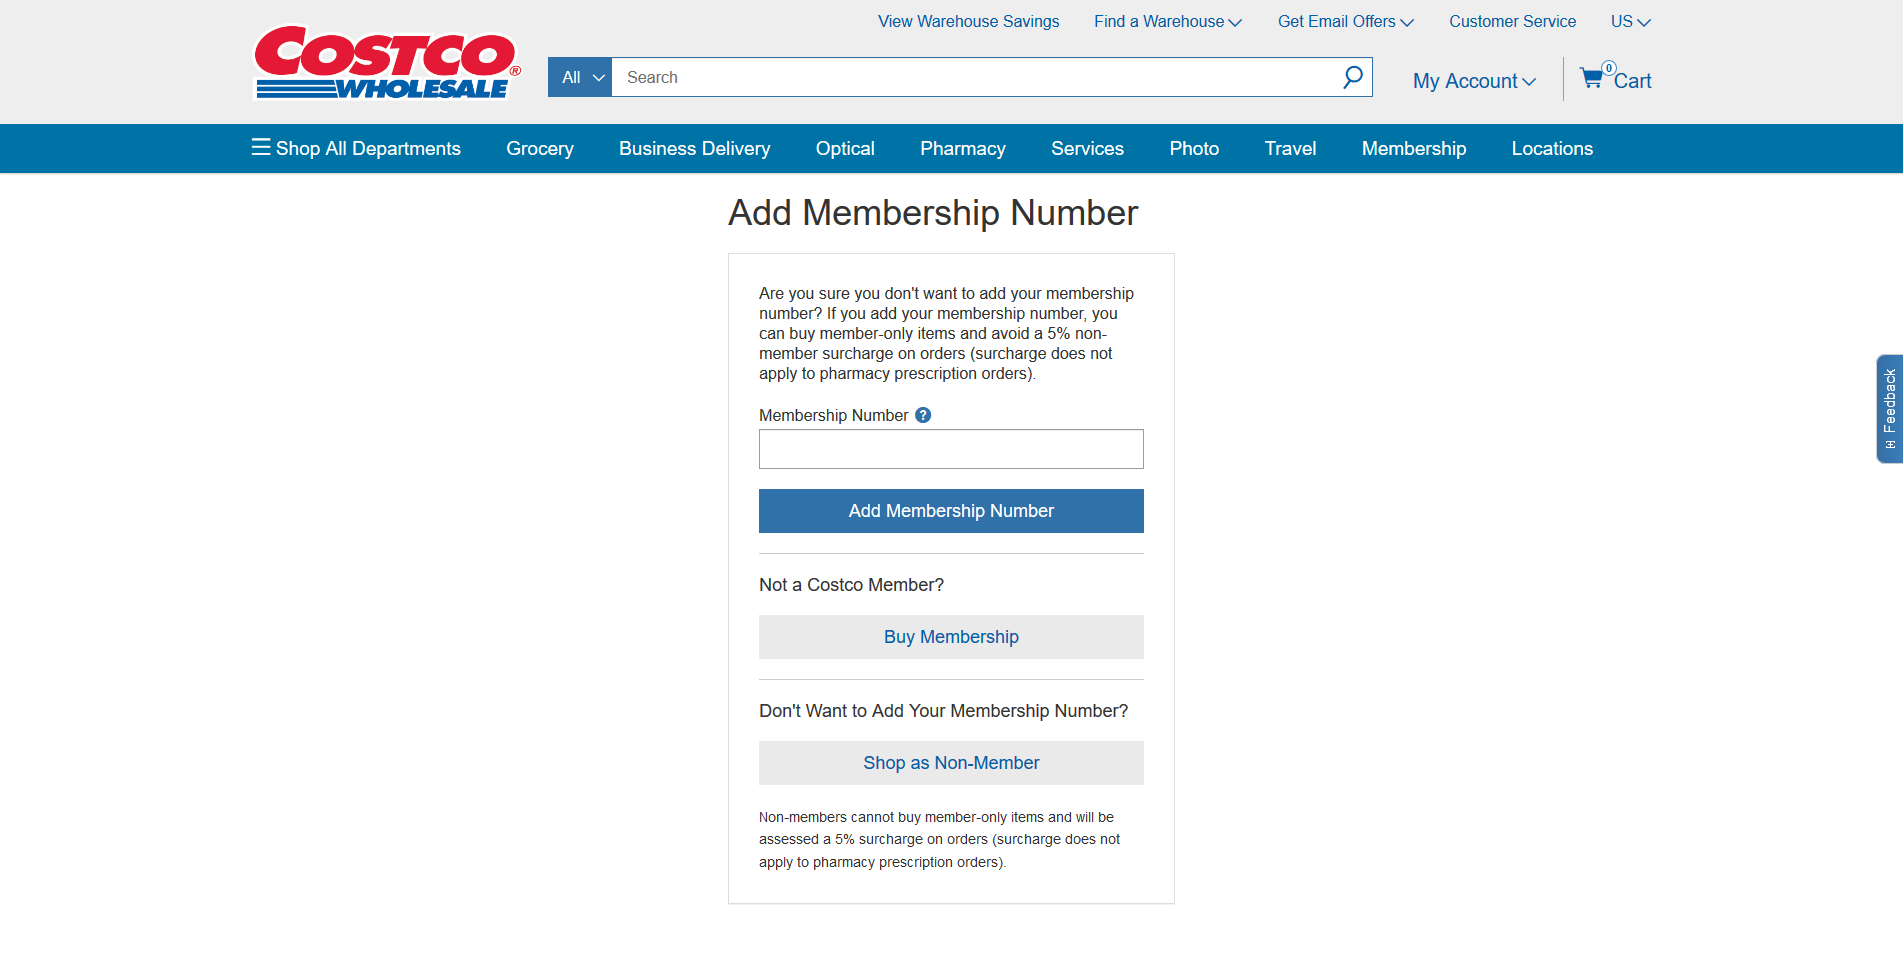 View Warehouse Savings Find a Warehouse Get Email Offers Customer Service US
COSTCO®
WHOLESALE
All Search
My Account 0 Cart
Shop All Departments Grocery Business Delivery Optical Pharmacy Services Photo Travel Membership Locations
Add Membership Number
Are you sure you don't want to add your membership
number? If you add your membership number, you
can buy member-only items and avoid a 5% non-
member surcharge on orders (surcharge does not
apply to pharmacy prescription orders).
Membership Number ?
Add Membership Number
Not a Costco Member?
Buy Membership
Don't Want to Add Your Membership Number?
Shop as Non-Member
Non-members cannot buy member-only items and will be
assessed a 5% surcharge on orders (surcharge does not
apply to pharmacy prescription orders).
[+] Feedback